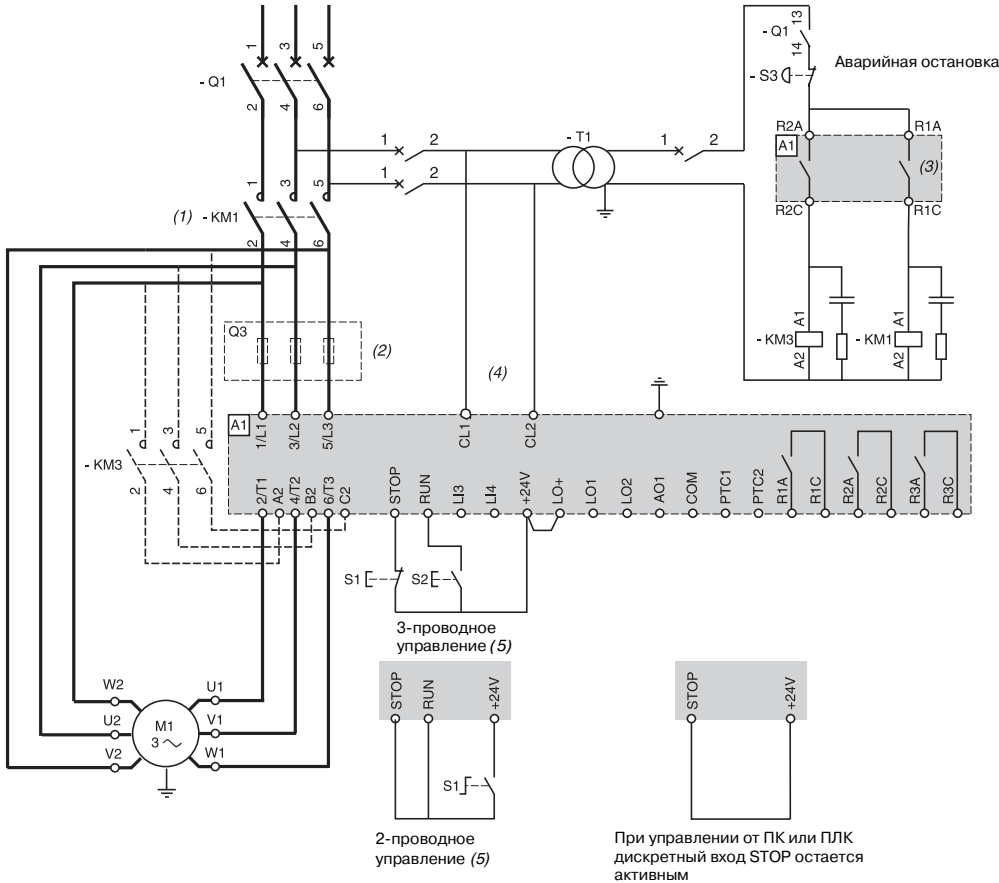 1 3 5
- Q1
2 4 6
13
- Q1
14
- S3
Аварийная остановка
1 2
- T1
1 2
1 2
R2A R1A
A1
(3)
R2C R1C
1 3 5
(1) - KM1
2 4 6
Q3
(2)
(4)
A1 A1
- KM3 - KM1
A2 A2
A1
1/L1 3/L2 5/L3 CL1 CL2
1 3 5
- KM3
2 4 6
2/T1 A2 4/T2 B2 6/T3 C2 STOP RUN LI3 LI4 +24V LO+ LO1 LO2 AO1 COM PTC1 PTC2 R1A R1C R2A R2C R3A R3C
S1 S2
3-проводное
управление (5)
W2 U1
U2 V1
V2 W1
M1
3
STOP RUN +24V
S1
2-проводное
управление (5)
STOP +24V
При управлении от ПК или ПЛК
дискретный вход STOP остается
активным